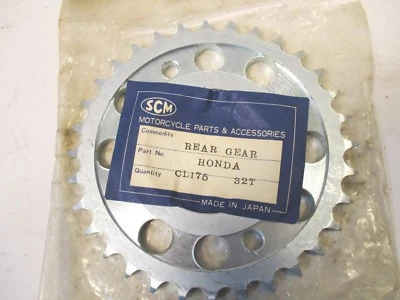 SCM
MOTORCYCLE PARTS & ACCESSORIES
Commodity REAR GEAR
Part No. HONDA
Quantity CL175 32T
MADE IN JAPAN